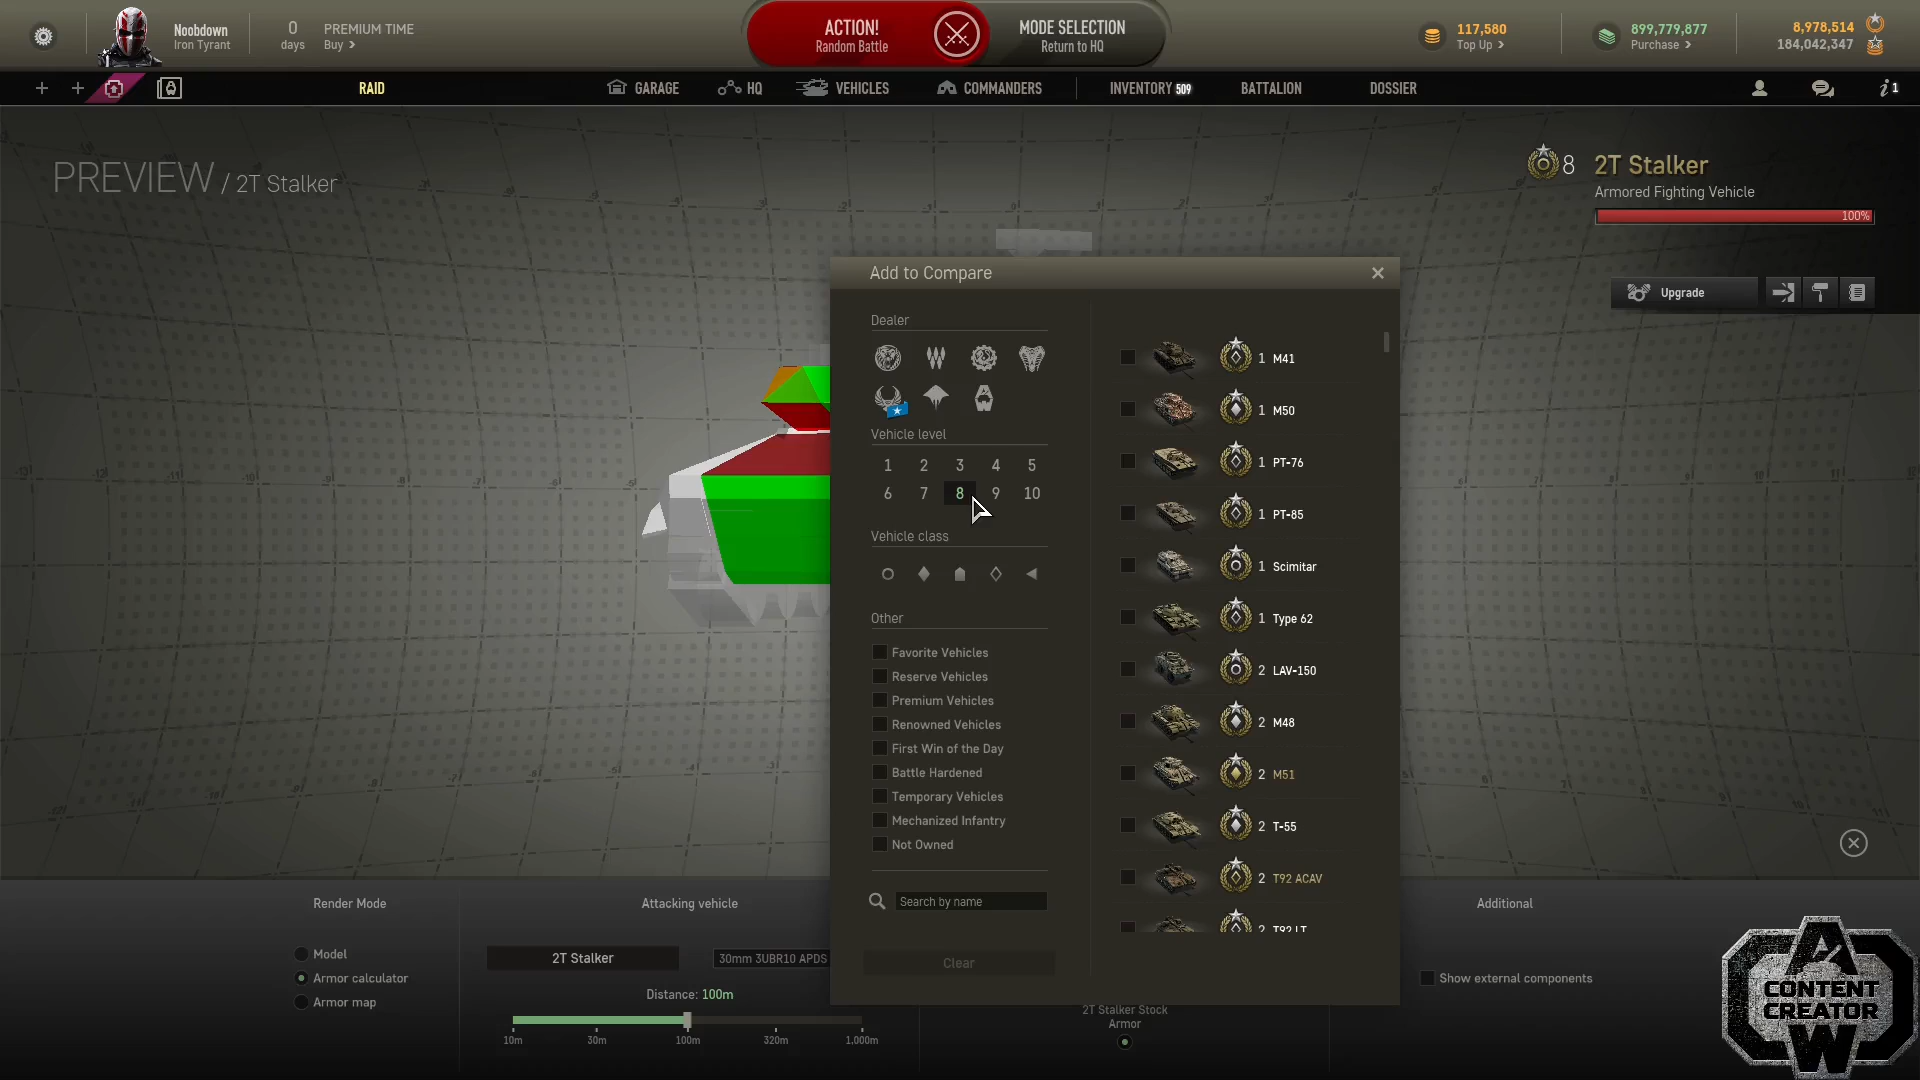 Noobdown
Iron Tyrant
0
days
PREMIUM TIME
Buy >
ACTION!
Random Battle
MODE SELECTION
Return to HQ
117,580
Top Up >
899,779,877
Purchase >
8,978,514
184,042,347
RAID
GARAGE
HQ
VEHICLES
COMMANDERS
INVENTORY 509
BATTALION
DOSSIER
i 1
PREVIEW / 2T Stalker
8 2T Stalker
Armored Fighting Vehicle
100%
Upgrade
Add to Compare
Dealer
Vehicle level
1 2 3 4 5
6 7 8 9 10
Vehicle class
Other
Favorite Vehicles
Reserve Vehicles
Premium Vehicles
Renowned Vehicles
First Win of the Day
Battle Hardened
Temporary Vehicles
Mechanized Infantry
Not Owned
Search by name
Clear
1 M41
1 M50
1 PT-76
1 PT-85
1 Scimitar
1 Type 62
2 LAV-150
2 M48
2 M51
2 T-55
2 T92 ACAV
2 T92 LT
Render Mode
Model
Armor calculator
Armor map
Attacking vehicle
2T Stalker
30mm 3UBR10 APDS
Distance: 100m
10m 30m 100m 320m 1,000m
2T Stalker Stock
Armor
Additional
Show external components
A
CONTENT
CREATOR
W